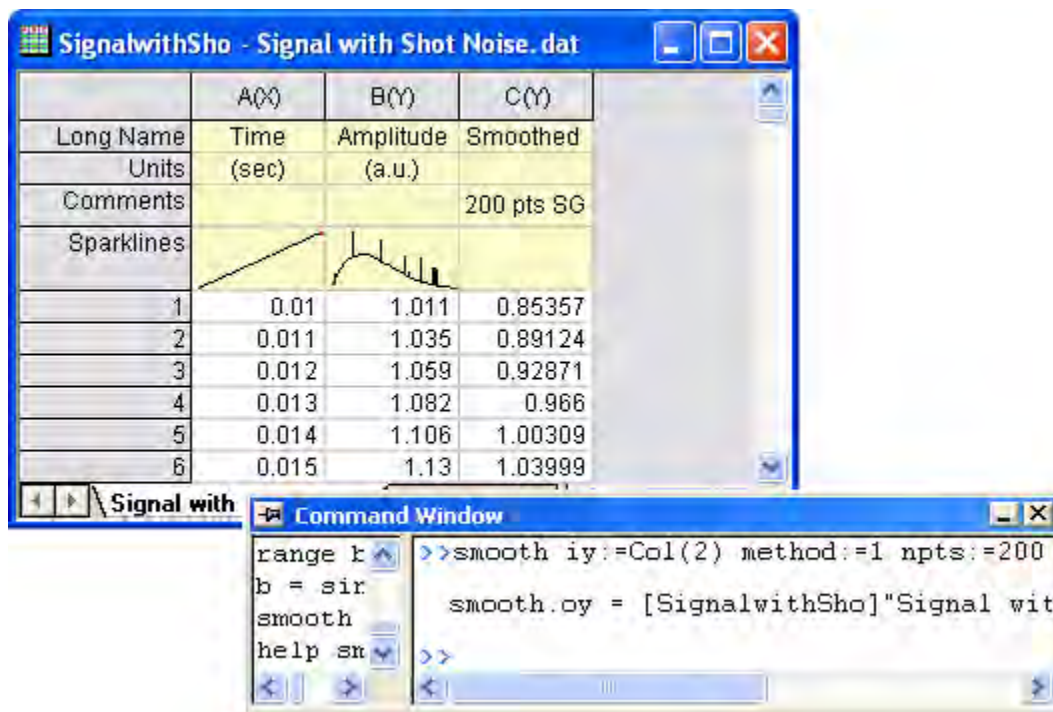 SignalwithSho - Signal with Shot Noise.dat
A(X) B(Y) C(Y)
Long Name Time Amplitude Smoothed
Units (sec) (a.u.)
Comments 200 pts SG
Sparklines
1 0.01 1.011 0.85357
2 0.011 1.035 0.89124
3 0.012 1.059 0.92871
4 0.013 1.082 0.966
5 0.014 1.106 1.00309
6 0.015 1.13 1.03999
Signal with
Command Window
range
b = sin
smooth
help sm
>>smooth iy:=Col(2) method:=1 npts:=200
smooth.oy = [SignalwithSho]"Signal wit
>>